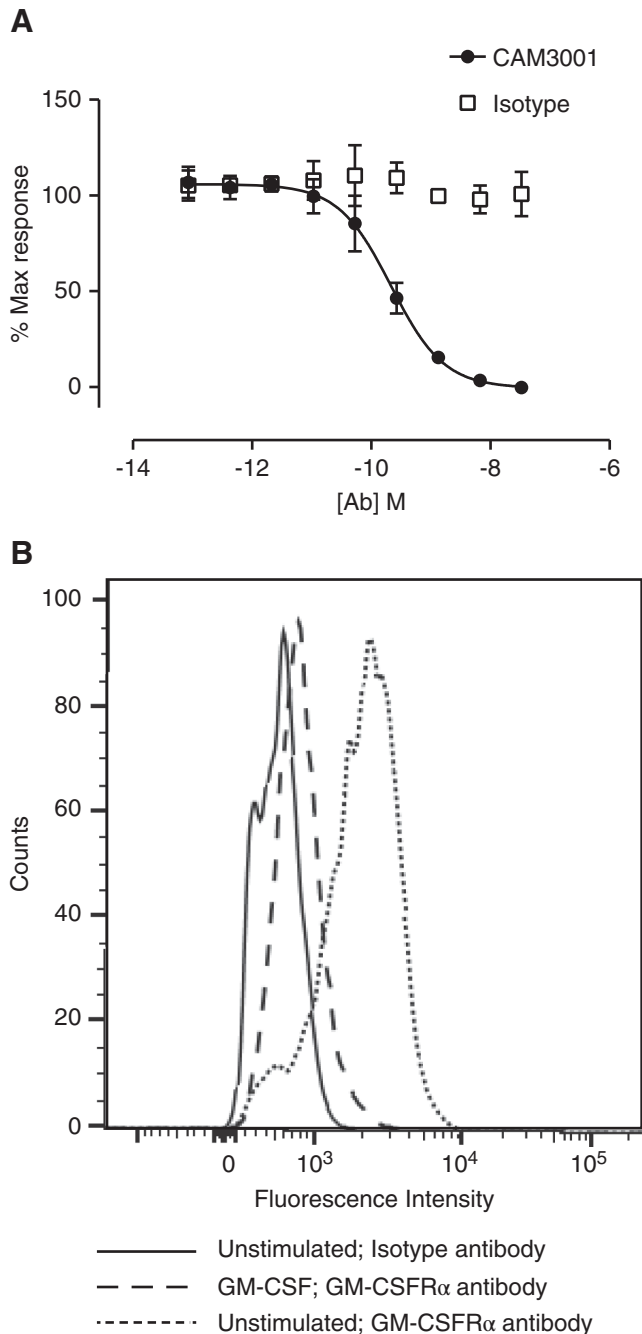 A
CAM3001
Isotype
150
100
50
0
% Max response
-14 -12 -10 -8 -6
[Ab] M
B
100
80
60
40
20
0
Counts
0 10³ 10⁴ 10⁵
Fluorescence Intensity
Unstimulated; Isotype antibody
GM-CSF; GM-CSFRα antibody
Unstimulated; GM-CSFRα antibody